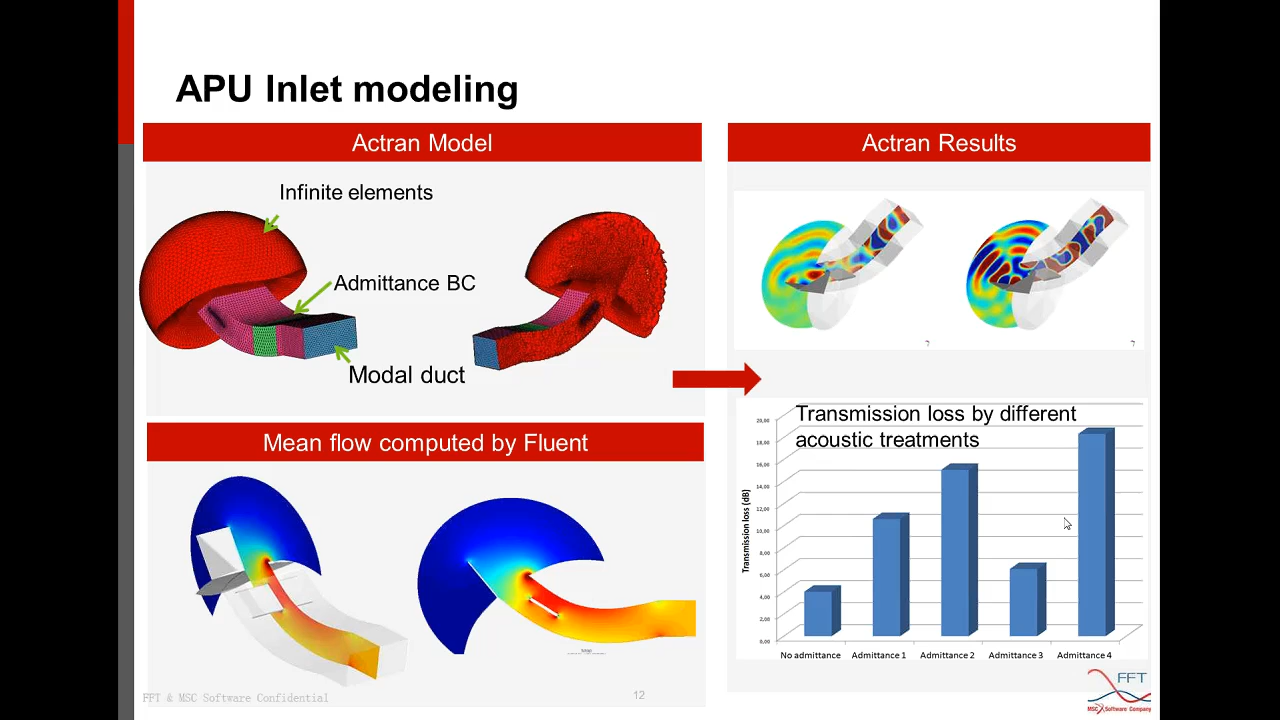 APU Inlet modeling
Actran Model
Infinite elements
Admittance BC
Modal duct
Mean flow computed by Fluent
FFT & MSC Software Confidential
12
Actran Results
Transmission loss by different
acoustic treatments
Transmission loss (dB)
20,00
18,00
16,00
14,00
12,00
10,00
8,00
6,00
4,00
2,00
0,00
No admittance
Admittance 1
Admittance 2
Admittance 3
Admittance 4
FFT
MSC Software Company